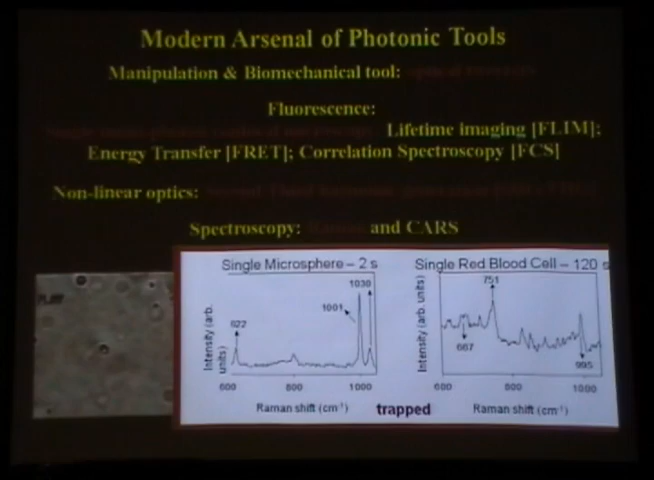 Modern Arsenal of Photonic Tools
Manipulation & Biomechanical tool:
Fluorescence:
Lifetime imaging [FLIM];
Energy Transfer [FRET]; Correlation Spectroscopy [FCS]
Non-linear optics:
Spectroscopy: Raman and CARS
Single Microsphere – 2 s
Single Red Blood Cell – 120 s
1030
1001
622
Intensity (arb. units)
600 800 1000
Raman shift (cm⁻¹)
751
667
995
Intensity (arb. units)
600 800 1000
Raman shift (cm⁻¹)
trapped